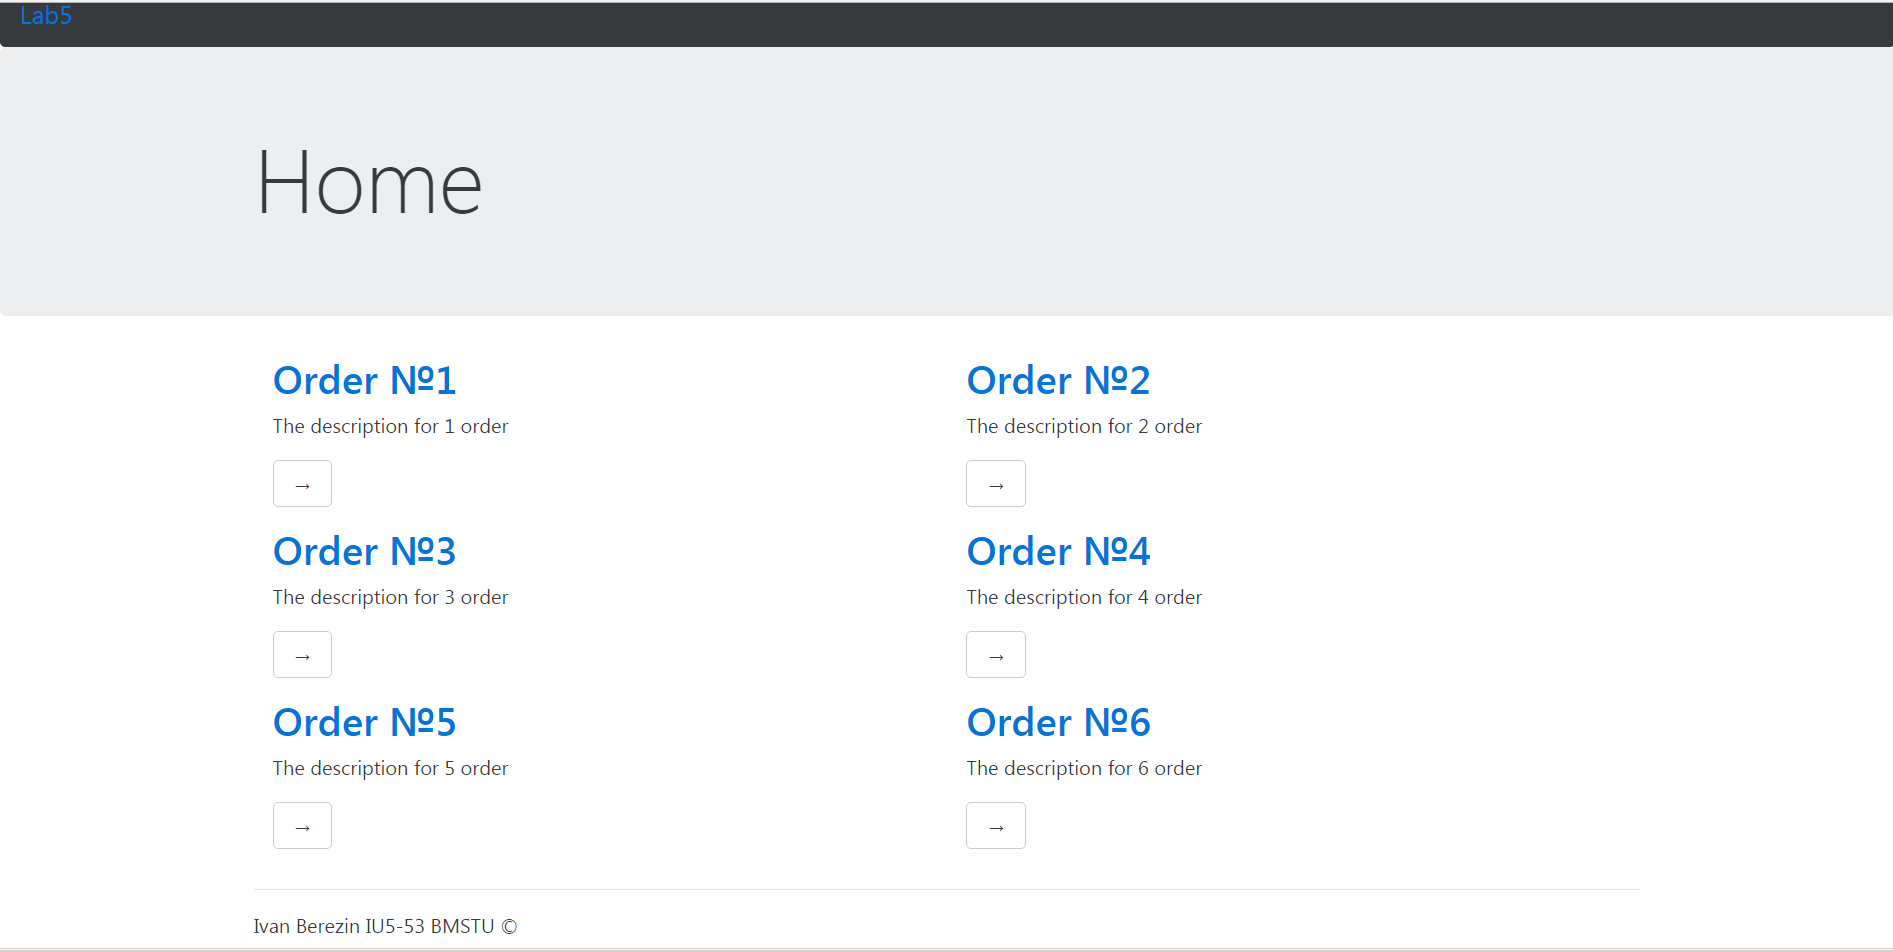 Lab5
Home
Order №1
The description for 1 order
→
Order №2
The description for 2 order
→
Order №3
The description for 3 order
→
Order №4
The description for 4 order
→
Order №5
The description for 5 order
→
Order №6
The description for 6 order
→
Ivan Berezin IU5-53 BMSTU ©